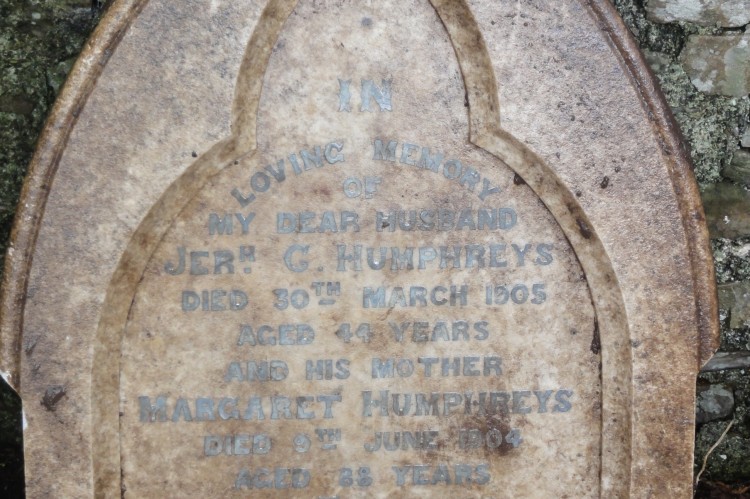 IN
LOVING MEMORY
OF
MY DEAR HUSBAND
JERH G. HUMPHREYS
DIED 30TH MARCH 1905
AGED 44 YEARS
AND HIS MOTHER
MARGARET HUMPHREYS
DIED 9TH JUNE 1904
AGED 88 YEARS